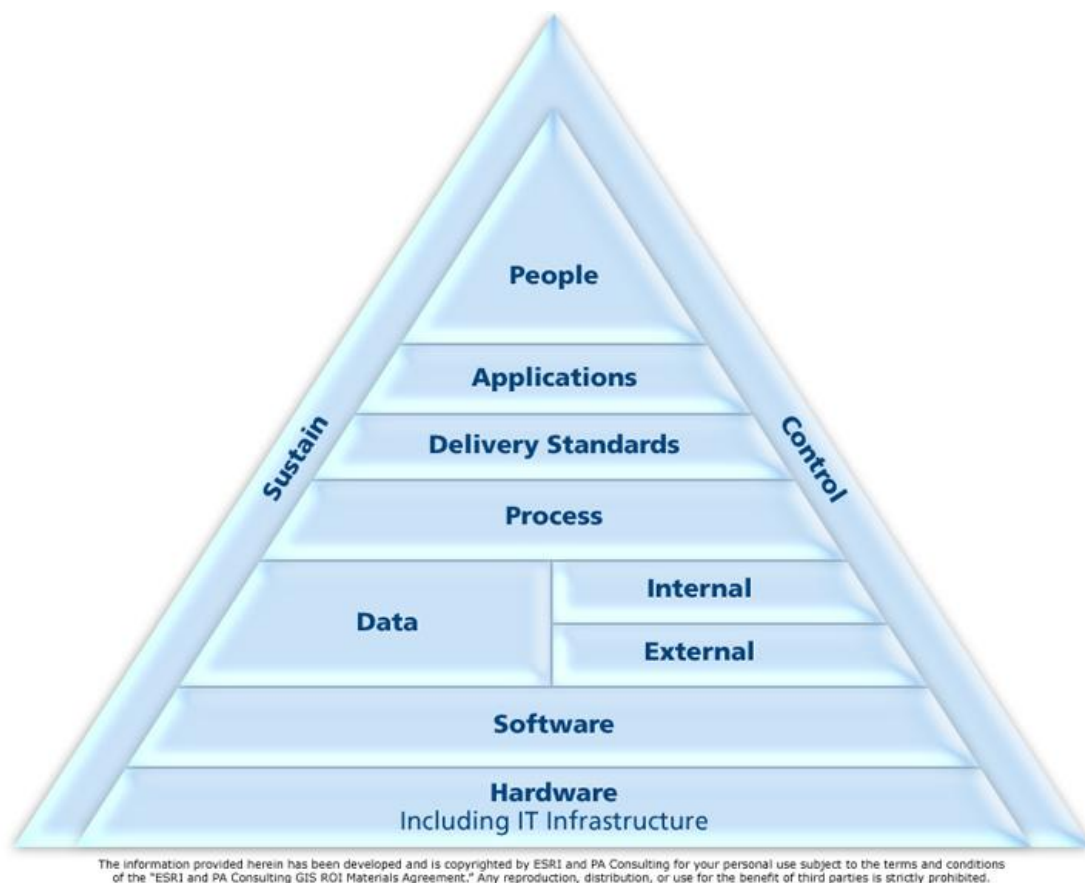 People
Applications
Delivery Standards
Process
Data
Internal
External
Software
Hardware
Including IT Infrastructure
Sustain
Control
The information provided herein has been developed and is copyrighted by ESRI and PA Consulting for your personal use subject to the terms and conditions
of the "ESRI and PA Consulting GIS ROI Materials Agreement." Any reproduction, distribution, or use for the benefit of third parties is strictly prohibited.